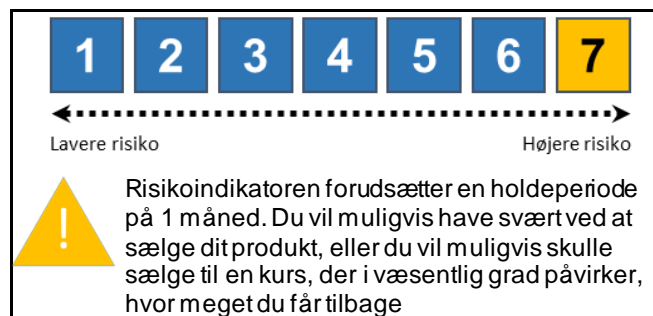 1 2 3 4 5 6 7
Lavere risiko Højere risiko
!
Risikoindikatoren forudsætter en holdeperiode
på 1 måned. Du vil muligvis have svært ved at
sælge dit produkt, eller du vil muligvis skulle
sælge til en kurs, der i væsentlig grad påvirker,
hvor meget du får tilbage